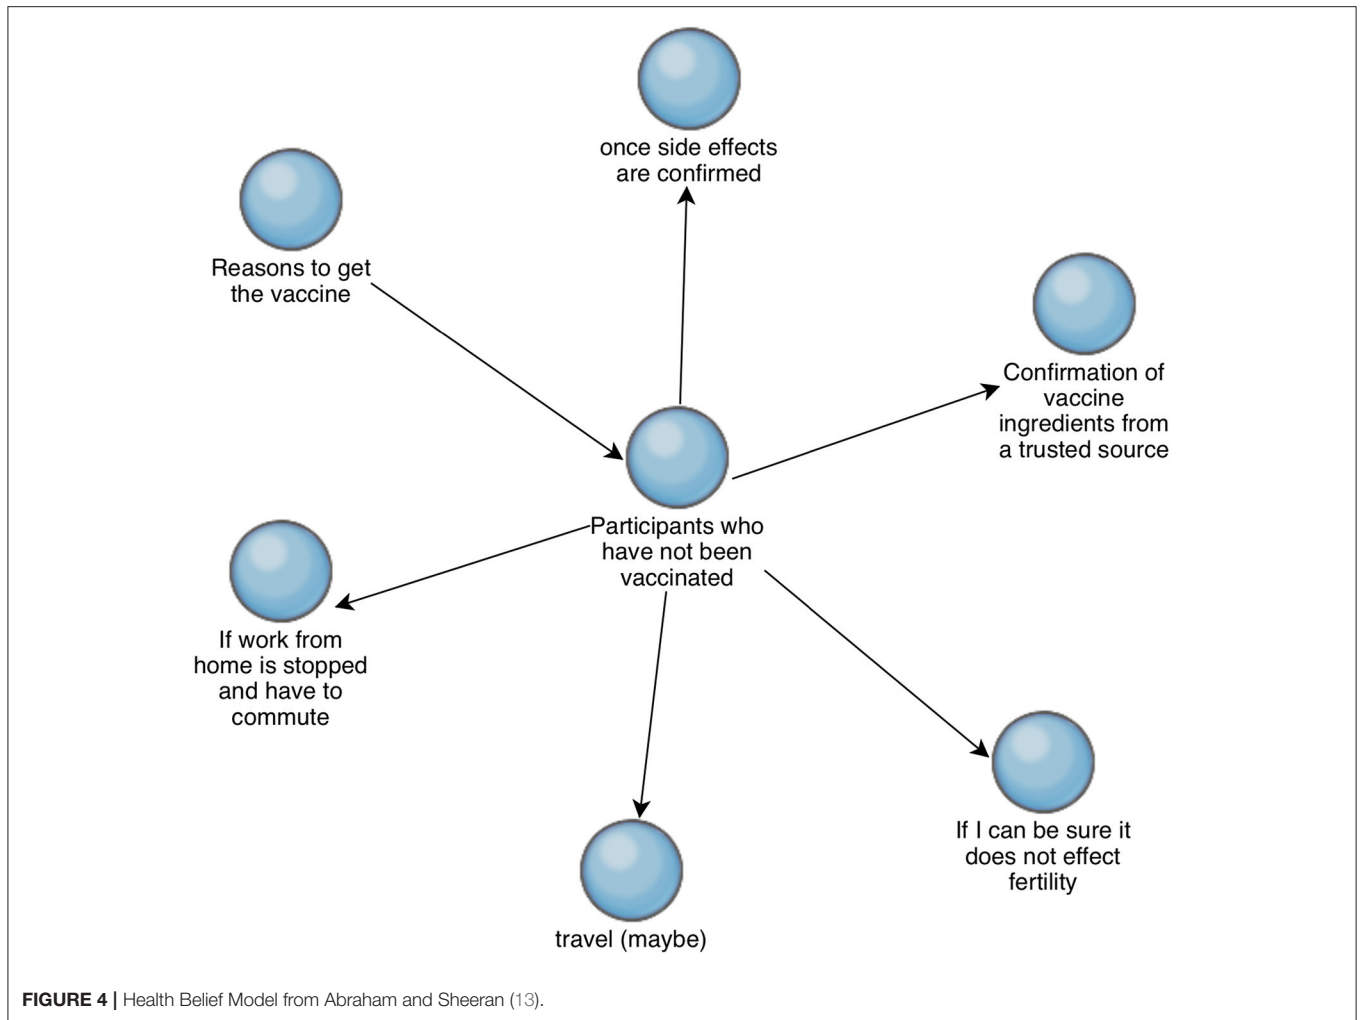 once side effects
are confirmed
Reasons to get
the vaccine
Confirmation of
vaccine
ingredients from
a trusted source
Participants who
have not been
vaccinated
If work from
home is stopped
and have to
commute
If I can be sure it
does not effect
fertility
travel (maybe)
FIGURE 4 | Health Belief Model from Abraham and Sheeran (13).